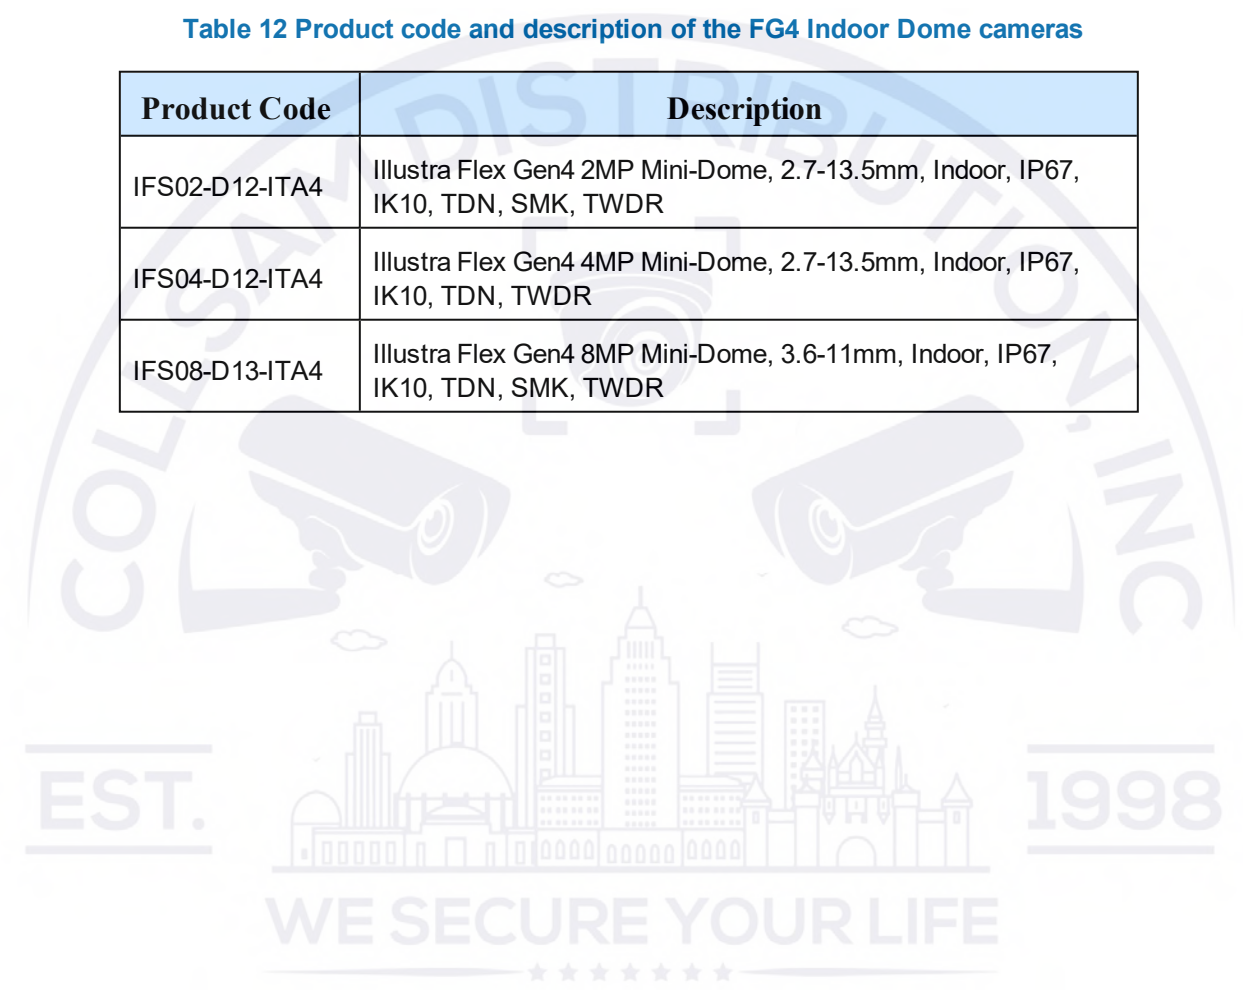 Table 12 Product code and description of the FG4 Indoor Dome cameras
Product Code Description
IFS02-D12-ITA4 Illustra Flex Gen4 2MP Mini-Dome, 2.7-13.5mm, Indoor, IP67,
IK10, TDN, SMK, TWDR
IFS04-D12-ITA4 Illustra Flex Gen4 4MP Mini-Dome, 2.7-13.5mm, Indoor, IP67,
IK10, TDN, TWDR
IFS08-D13-ITA4 Illustra Flex Gen4 8MP Mini-Dome, 3.6-11mm, Indoor, IP67,
IK10, TDN, SMK, TWDR
COLLSAM DISTRIBUTION, INC
EST. 1998
WE SECURE YOUR LIFE